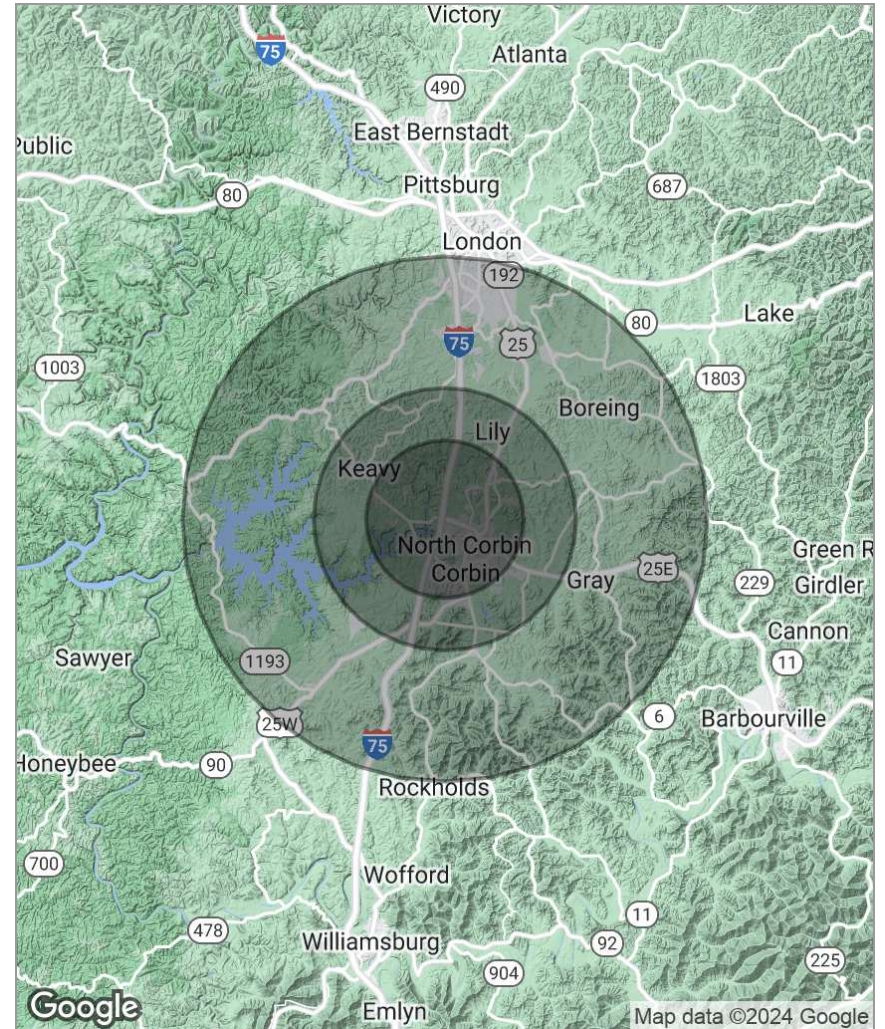 Victory
75
Atlanta
490
East Bernstadt
Public
Pittsburg
687
80
London
192
Lake
80
75
25
1003
1803
Boreing
Lily
Keavy
North Corbin
Corbin
Green R
25E
Gray
229
Girdler
Cannon
Sawyer
1193
11
6
25W
Barbourville
75
Honeybee
90
Rockholds
700
Wofford
11
478
Williamsburg
92
904
225
Emlyn
Google
Map data ©2024 Google